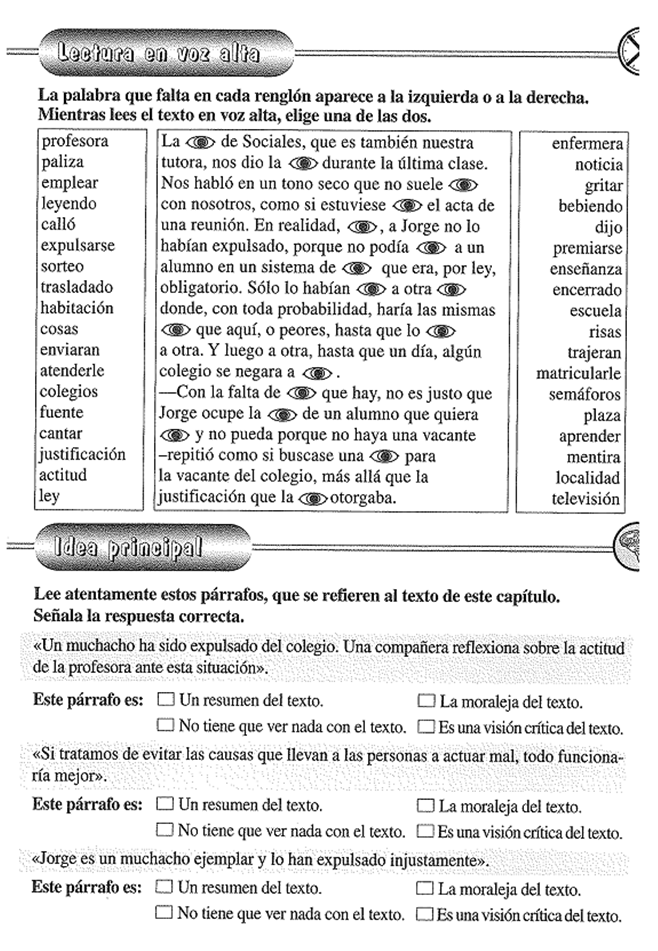 Lectura en voz alta
La palabra que falta en cada renglón aparece a la izquierda o a la derecha.
Mientras lees el texto en voz alta, elige una de las dos.
profesora
paliza
emplear
leyendo
calló
expulsarse
sorteo
trasladado
habitación
cosas
enviaran
atenderle
colegios
fuente
cantar
justificación
actitud
ley
La de Sociales, que es también nuestra
tutora, nos dio la durante la última clase.
Nos habló en un tono seco que no suele
con nosotros, como si estuviese el acta de
una reunión. En realidad, , a Jorge no lo
habían expulsado, porque no podía a un
alumno en un sistema de que era, por ley,
obligatorio. Sólo lo habían a otra
donde, con toda probabilidad, haría las mismas
que aquí, o peores, hasta que lo
a otra. Y luego a otra, hasta que un día, algún
colegio se negara a .
—Con la falta de que hay, no es justo que
Jorge ocupe la de un alumno que quiera
y no pueda porque no haya una vacante
–repitió como si buscase una para
la vacante del colegio, más allá que la
justificación que la otorgaba.
enfermera
noticia
gritar
bebiendo
dijo
premiarse
enseñanza
encerrado
escuela
risas
trajeran
matricularle
semáforos
plaza
aprender
mentira
localidad
televisión
Idea principal
Lee atentamente estos párrafos, que se refieren al texto de este capítulo.
Señala la respuesta correcta.
«Un muchacho ha sido expulsado del colegio. Una compañera reflexiona sobre la actitud
de la profesora ante esta situación».
Este párrafo es: Un resumen del texto. La moraleja del texto.
No tiene que ver nada con el texto. Es una visión crítica del texto.
«Si tratamos de evitar las causas que llevan a las personas a actuar mal, todo funciona-
ría mejor».
Este párrafo es: Un resumen del texto. La moraleja del texto.
No tiene que ver nada con el texto. Es una visión crítica del texto.
«Jorge es un muchacho ejemplar y lo han expulsado injustamente».
Este párrafo es: Un resumen del texto. La moraleja del texto.
No tiene que ver nada con el texto. Es una visión crítica del texto.